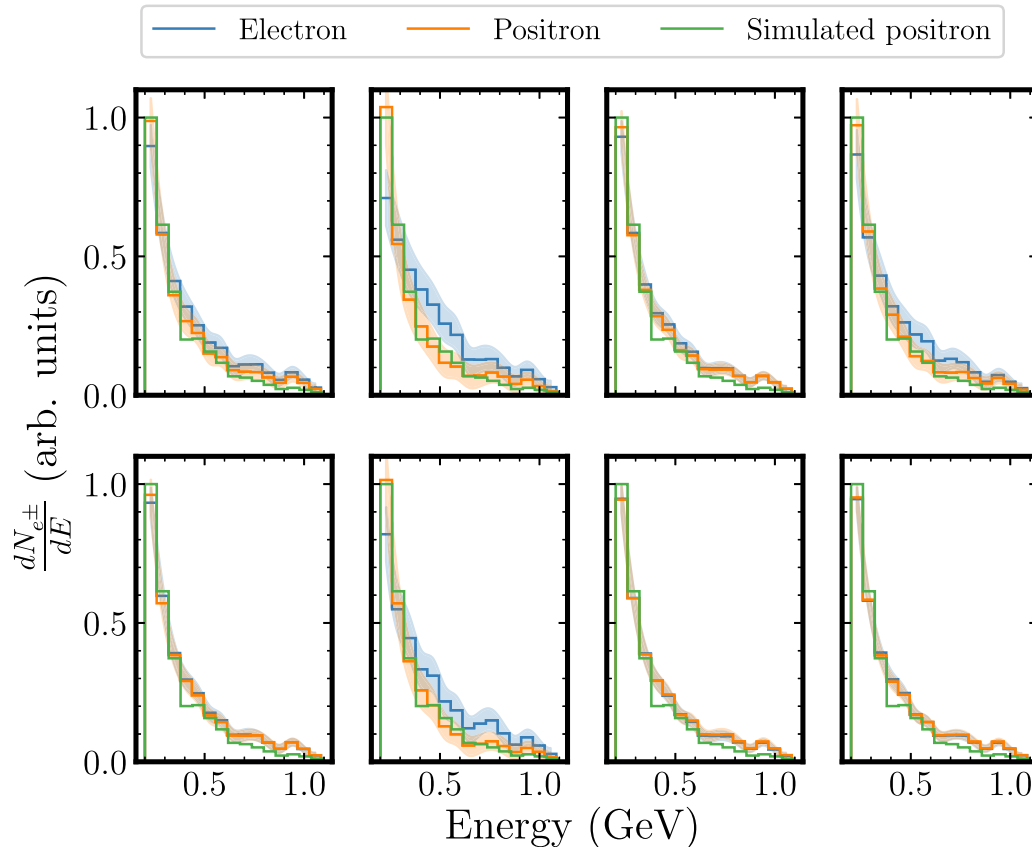 Electron Positron Simulated positron
1.0
0.5
0.0
1.0
0.5
0.0
dN_{e±}/dE (arb. units)
0.5 1.0 0.5 1.0 0.5 1.0 0.5 1.0
Energy (GeV)